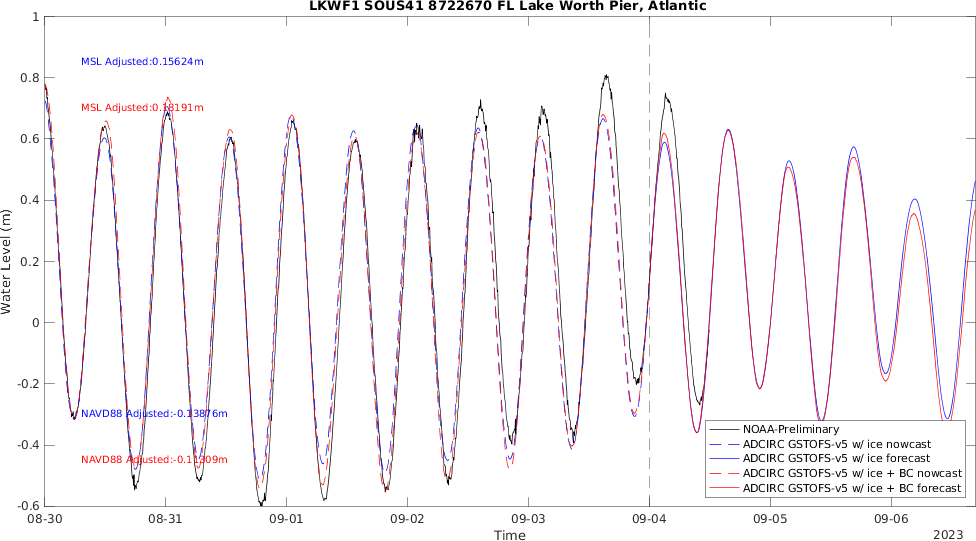 LKWF1 SOUS41 8722670 FL Lake Worth Pier, Atlantic
Water Level (m)
1
0.8
0.6
0.4
0.2
0
-0.2
-0.4
-0.6
MSL Adjusted:0.15624m
MSL Adjusted:0.18191m
NAVD88 Adjusted:-0.13876m
NAVD88 Adjusted:-0.11309m
NOAA-Preliminary
ADCIRC GSTOFS-v5 w/ ice nowcast
ADCIRC GSTOFS-v5 w/ ice forecast
ADCIRC GSTOFS-v5 w/ ice + BC nowcast
ADCIRC GSTOFS-v5 w/ ice + BC forecast
08-30 08-31 09-01 09-02 09-03 09-04 09-05 09-06
Time
2023